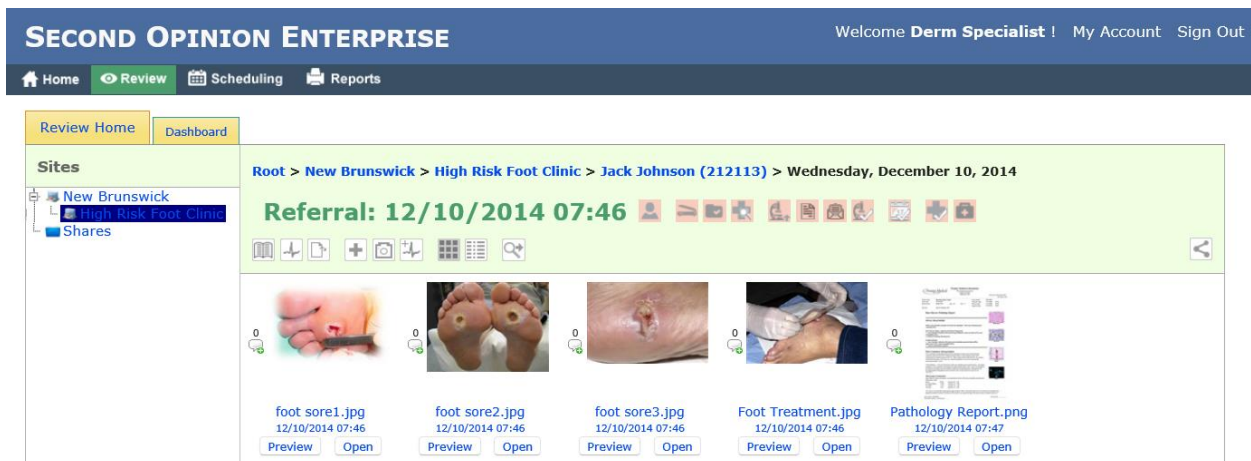 SECOND OPINION ENTERPRISE
Welcome Derm Specialist ! My Account Sign Out
Home Review Scheduling Reports
Review Home Dashboard
Sites
New Brunswick
High Risk Foot Clinic
Shares
Root > New Brunswick > High Risk Foot Clinic > Jack Johnson (212113) > Wednesday, December 10, 2014
Referral: 12/10/2014 07:46
0 0 0 0 0
foot sore1.jpg foot sore2.jpg foot sore3.jpg Foot Treatment.jpg Pathology Report.png
12/10/2014 07:46 12/10/2014 07:46 12/10/2014 07:46 12/10/2014 07:46 12/10/2014 07:47
Preview Open Preview Open Preview Open Preview Open Preview Open